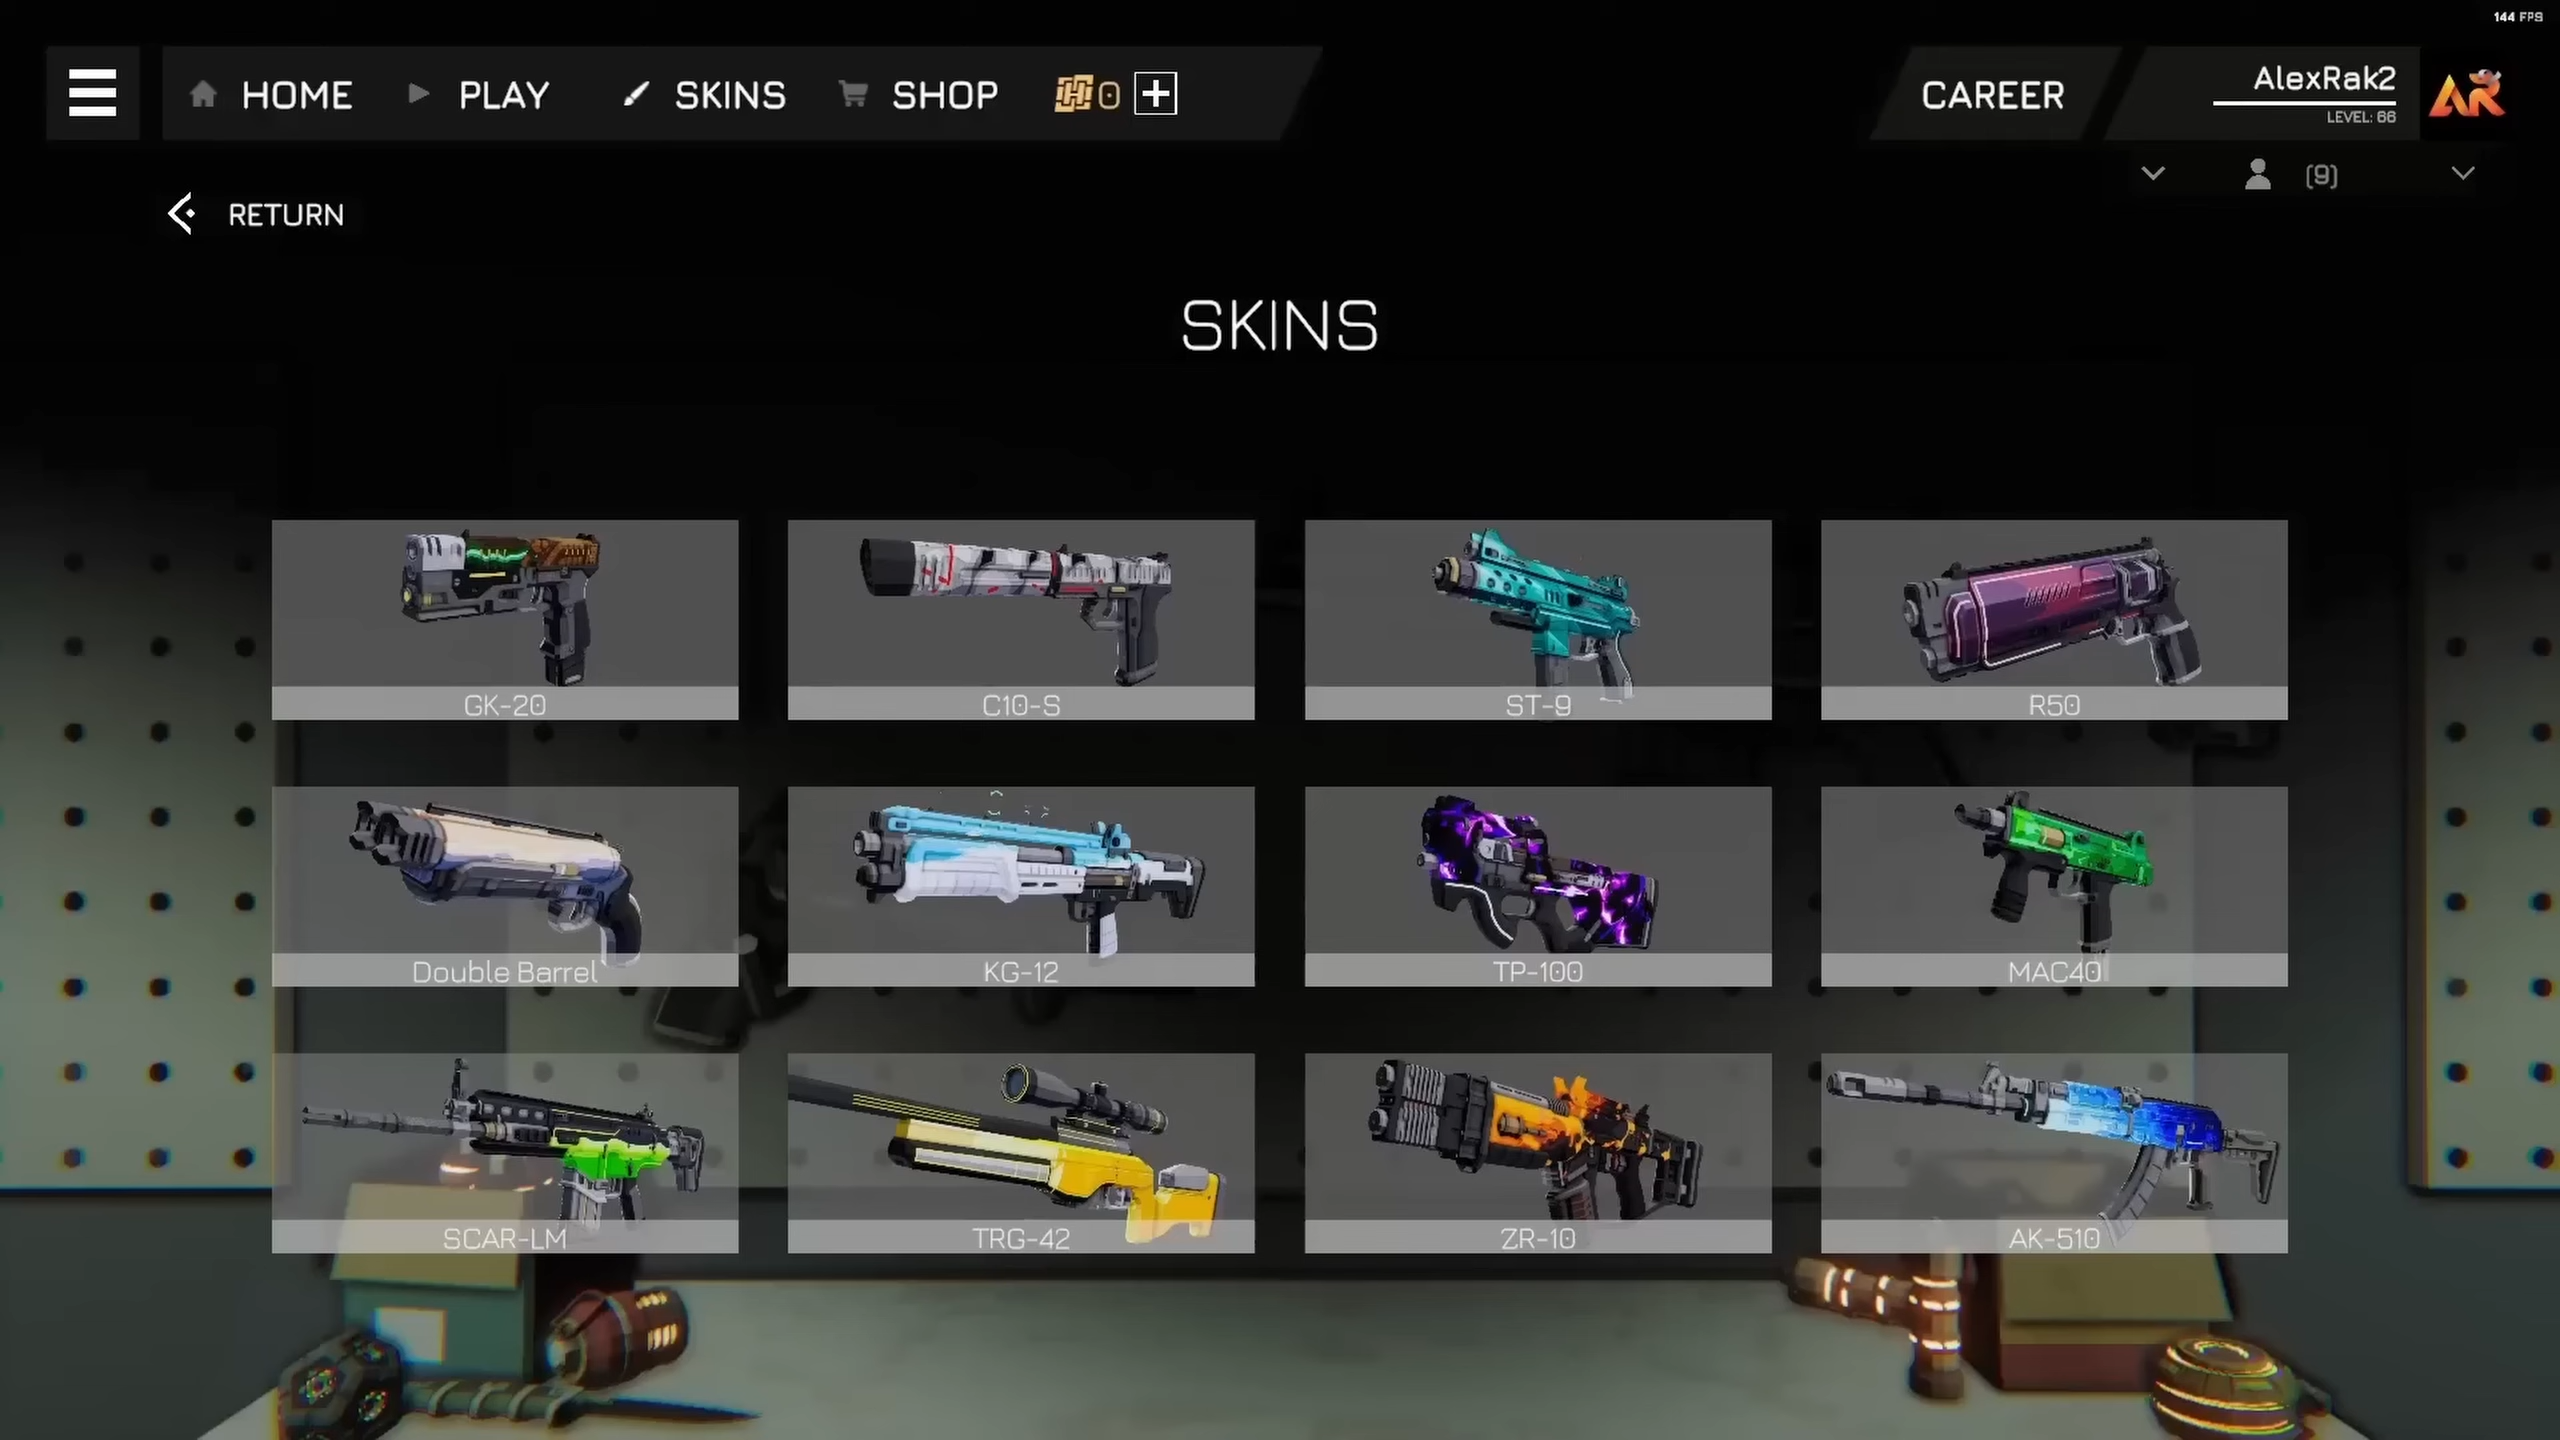 144 FPS
HOME
PLAY
SKINS
SHOP
0
CAREER
AlexRak2
LEVEL: 66
AR
(9)
RETURN
SKINS
GK-20
C10-S
ST-9
R50
Double Barrel
KG-12
TP-100
MAC40
SCAR-LM
TRG-42
ZR-10
AK-510